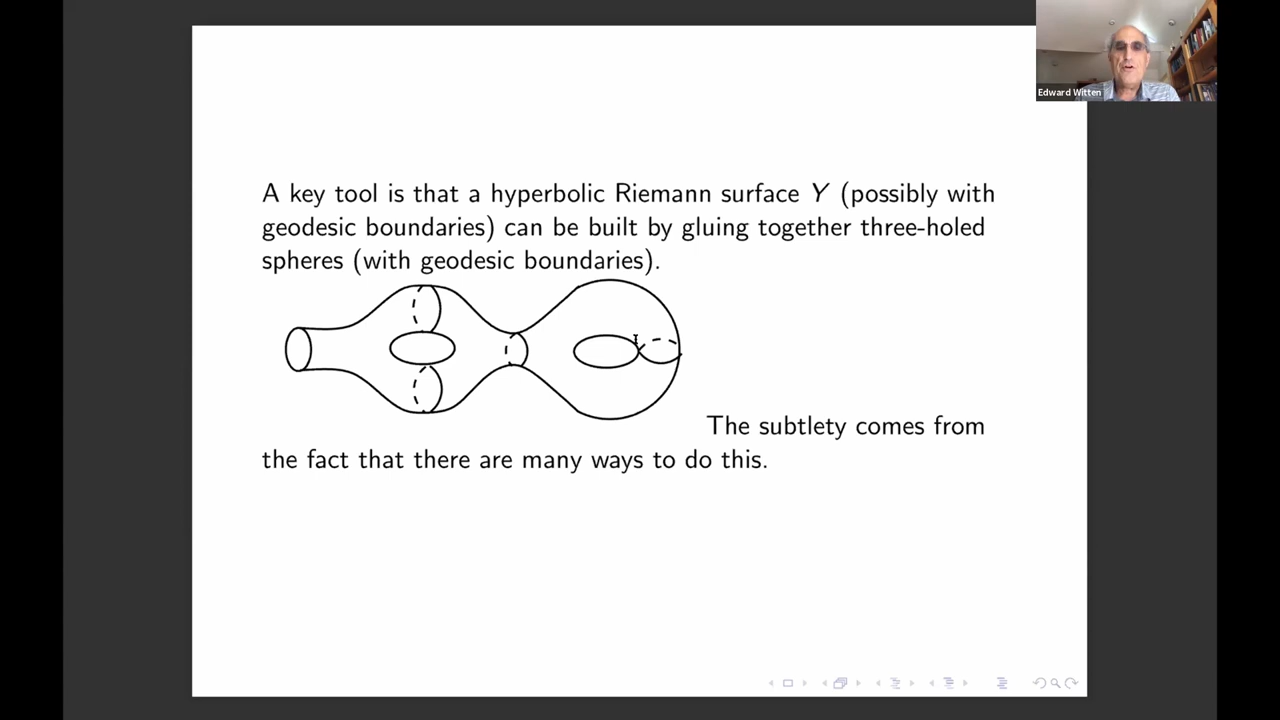 Edward Witten
A key tool is that a hyperbolic Riemann surface Y (possibly with
geodesic boundaries) can be built by gluing together three-holed
spheres (with geodesic boundaries).
The subtlety comes from
the fact that there are many ways to do this.